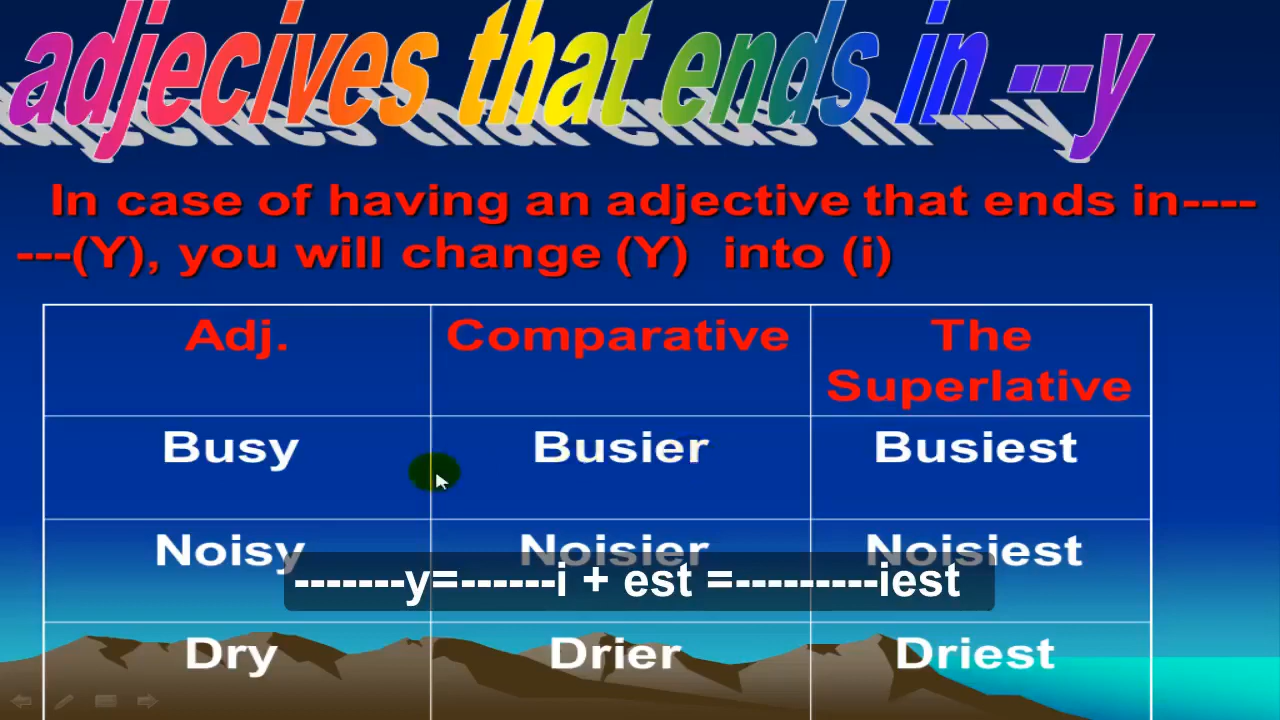 adjecives that ends in ---y
In case of having an adjective that ends in----
---(Y), you will change (Y) into (i)
Adj. Comparative The
Superlative
Busy Busier Busiest
Noisy Noisier Noisiest
-------y=------i + est =---------iest
Dry Drier Driest